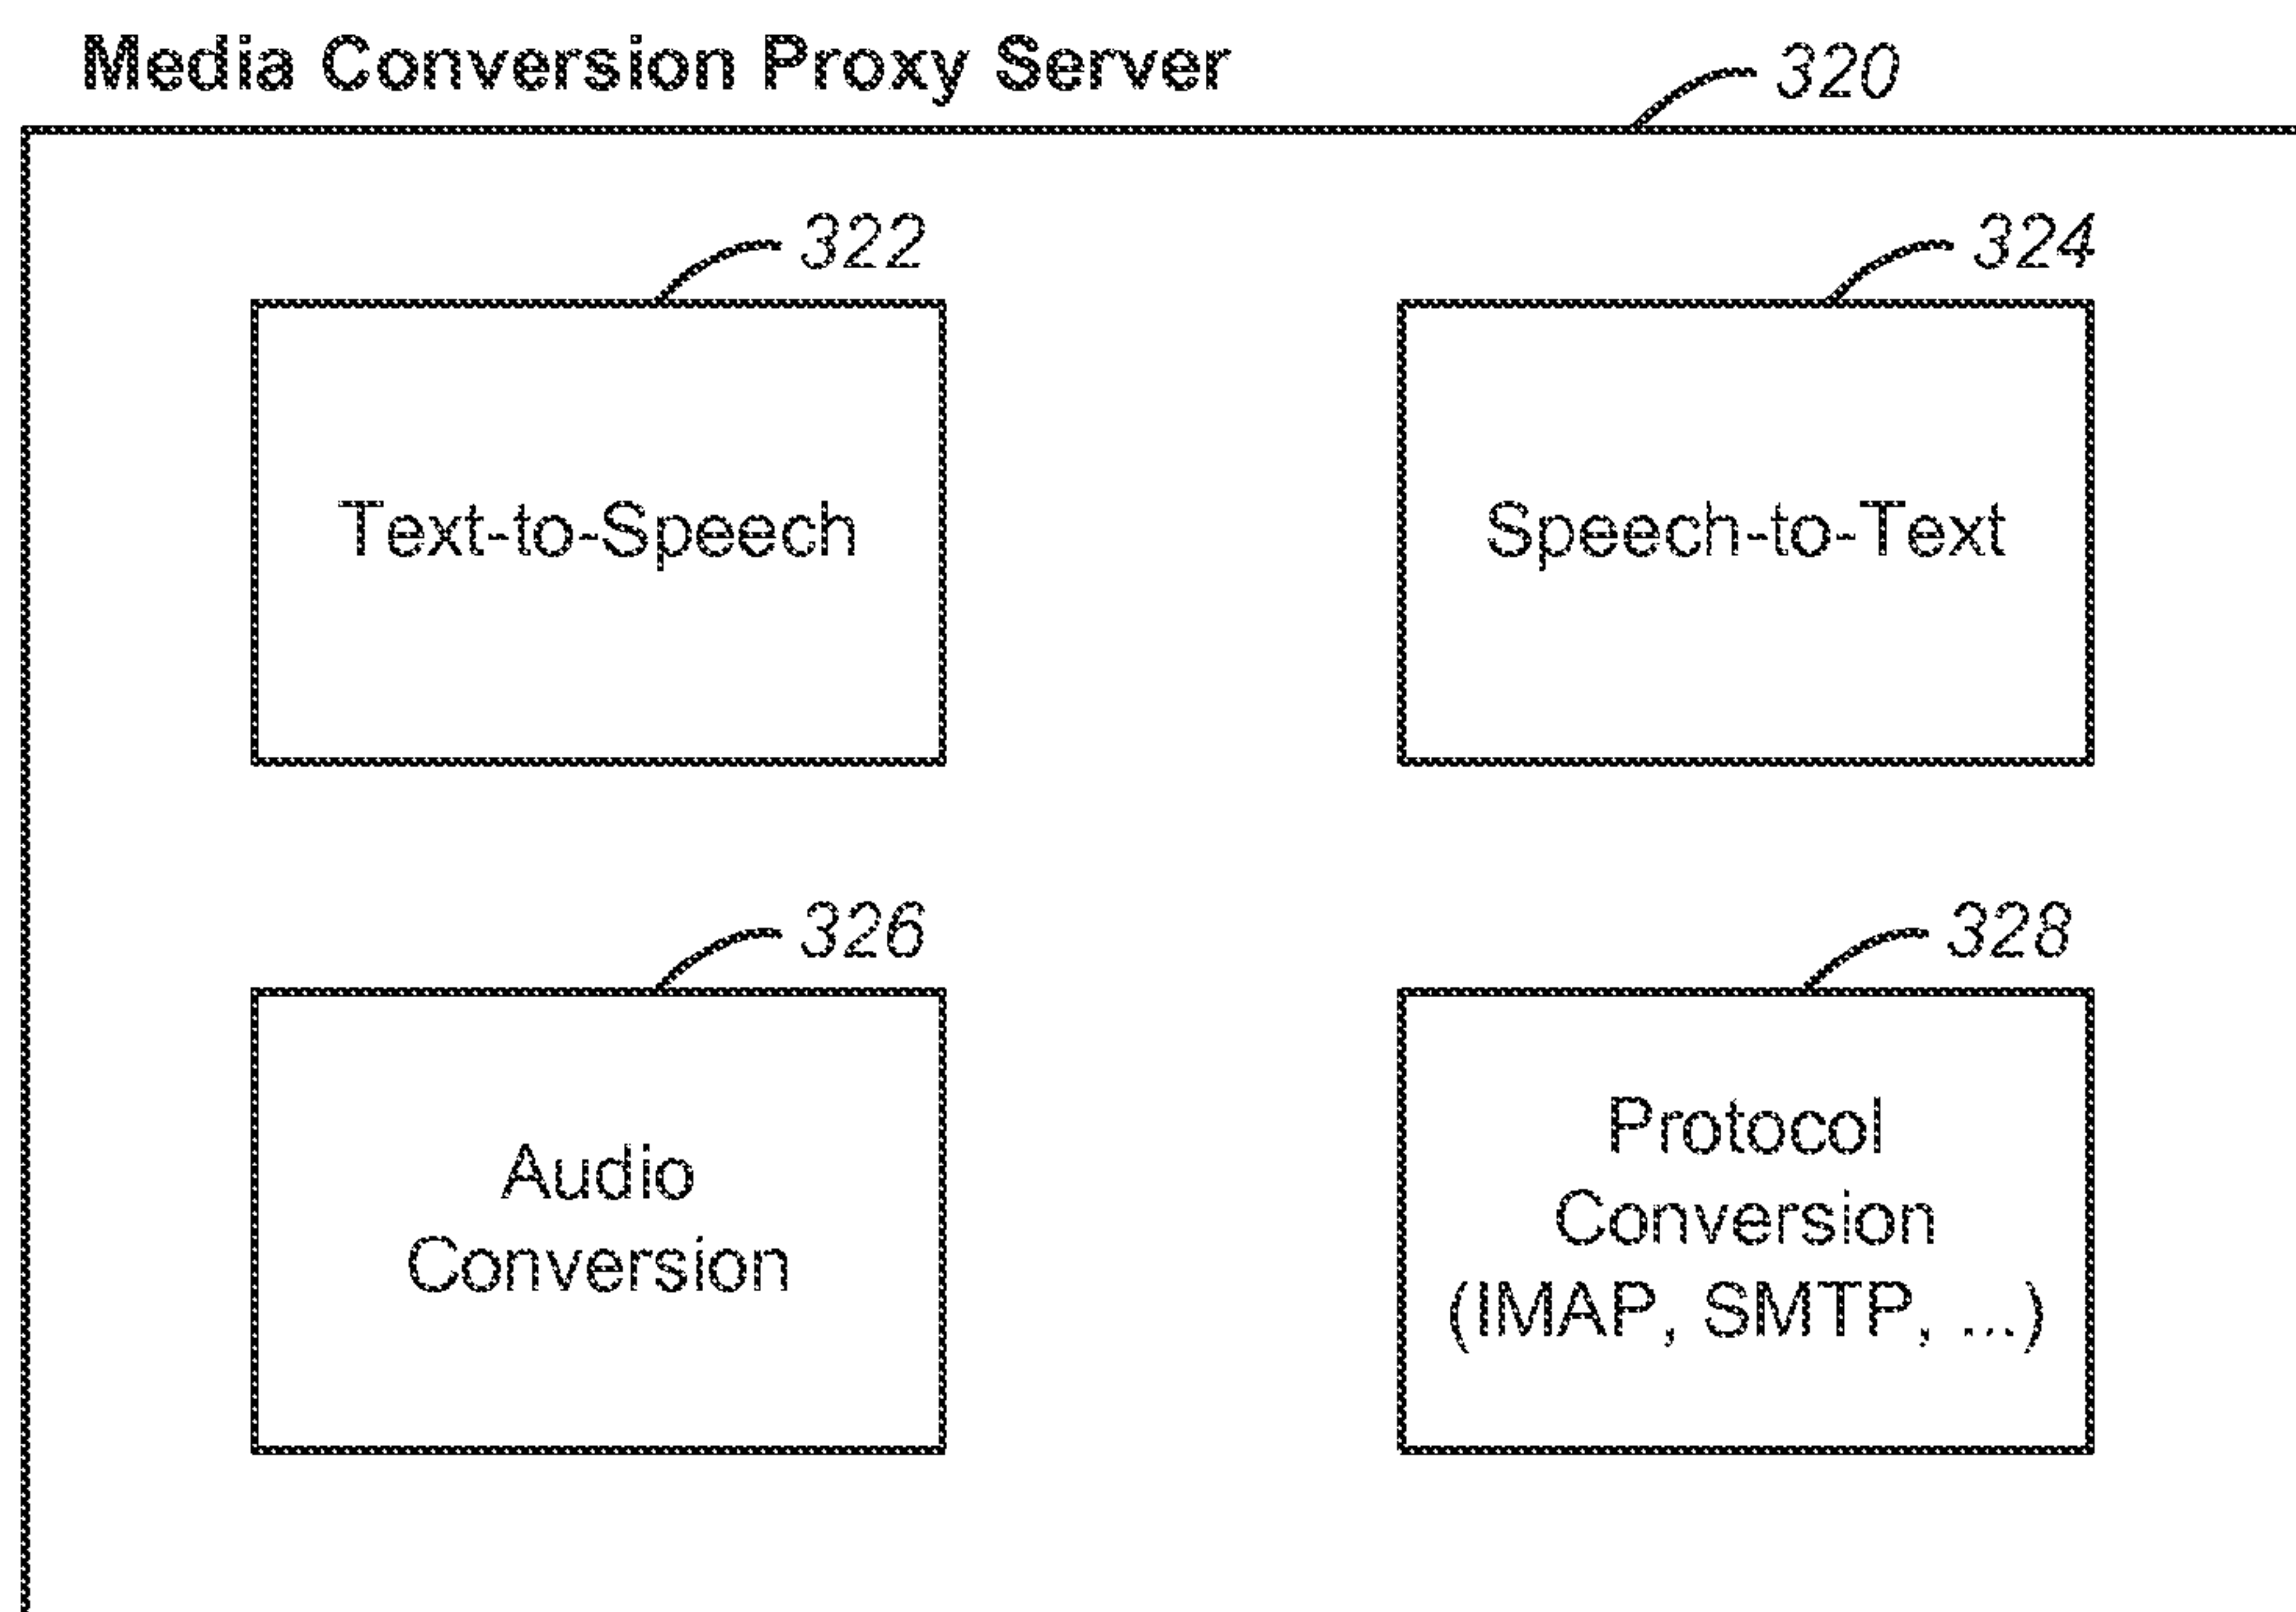 Media Conversion Proxy Server
320
322
324
Text-to-Speech
Speech-to-Text
326
328
Audio
Conversion
Protocol
Conversion
(IMAP, SMTP, ...)